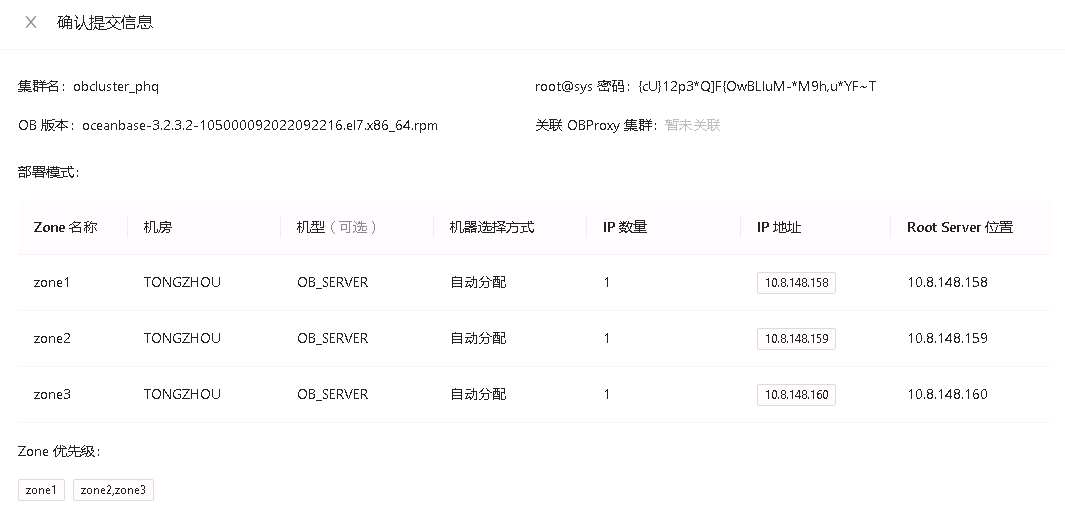 确认提交信息
集群名：obcluster_phq
root@sys 密码：{cU}12p3*Q]F{OwBLIuM-*M9h,u*YF~T
OB 版本：oceanbase-3.2.3.2-105000092022092216.el7.x86_64.rpm
关联 OBProxy 集群：暂未关联
部署模式：
Zone 名称 机房 机型（可选） 机器选择方式 IP 数量 IP 地址 Root Server 位置
zone1 TONGZHOU OB_SERVER 自动分配 1 10.8.148.158 10.8.148.158
zone2 TONGZHOU OB_SERVER 自动分配 1 10.8.148.159 10.8.148.159
zone3 TONGZHOU OB_SERVER 自动分配 1 10.8.148.160 10.8.148.160
Zone 优先级：
zone1 zone2,zone3